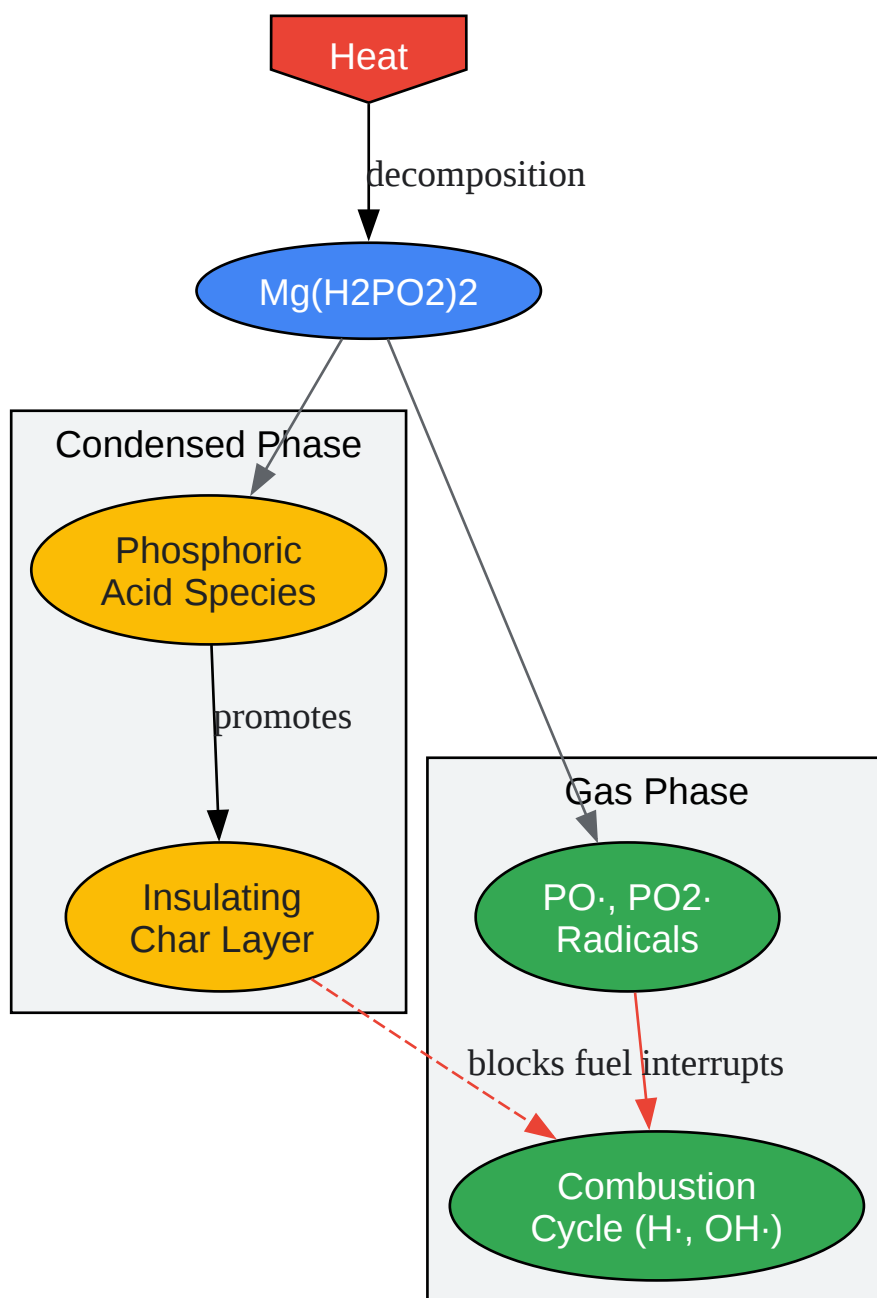 Heat
decomposition
Mg(H2PO2)2
Condensed Phase
Phosphoric
Acid Species
promotes
Insulating
Char Layer
Gas Phase
PO·, PO2·
Radicals
blocks fuel
interrupts
Combustion
Cycle (H·, OH·)